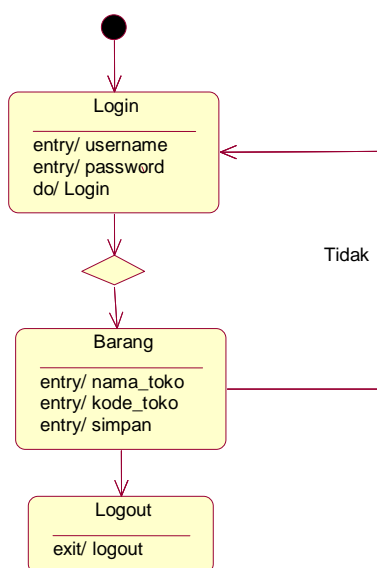 Login
entry/ username
entry/ password
do/ Login
Tidak
Barang
entry/ nama_toko
entry/ kode_toko
entry/ simpan
Logout
exit/ logout